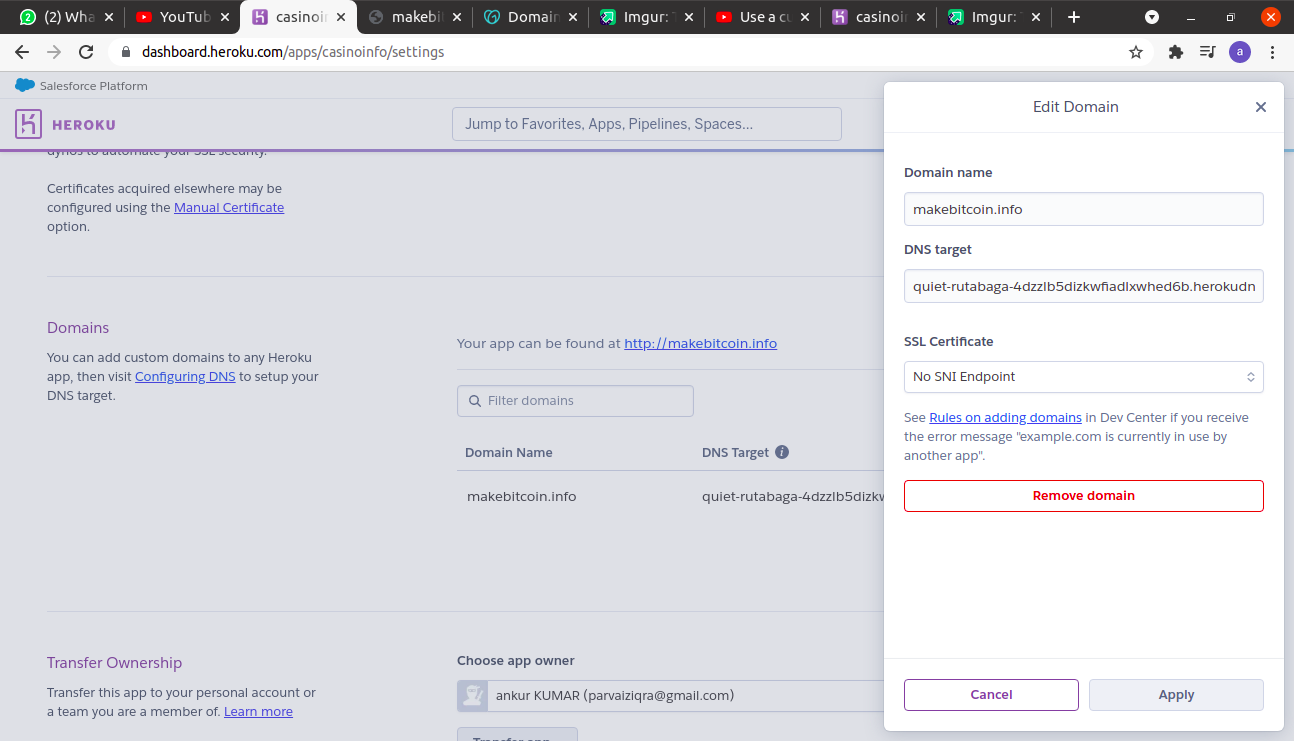 (2) Wha
YouTub
casinoin
makebit
Domain
Imgur: T
Use a cu
casinoin
Imgur: T
dashboard.heroku.com/apps/casinoinfo/settings
a
Salesforce Platform
HEROKU
Jump to Favorites, Apps, Pipelines, Spaces...
dynos to automate your SSL security.
Certificates acquired elsewhere may be
configured using the Manual Certificate
option.
Domains
You can add custom domains to any Heroku
app, then visit Configuring DNS to setup your
DNS target.
Your app can be found at http://makebitcoin.info
Filter domains
Domain Name
DNS Target
makebitcoin.info
quiet-rutabaga-4dzzlb5dizkw
Transfer Ownership
Transfer this app to your personal account or
a team you are a member of. Learn more
Choose app owner
ankur KUMAR (parvaiziqra@gmail.com)
Transfer app
Edit Domain
Domain name
makebitcoin.info
DNS target
quiet-rutabaga-4dzzlb5dizkwfiadlxwhed6b.herokudn
SSL Certificate
No SNI Endpoint
See Rules on adding domains in Dev Center if you receive
the error message "example.com is currently in use by
another app".
Remove domain
Cancel
Apply